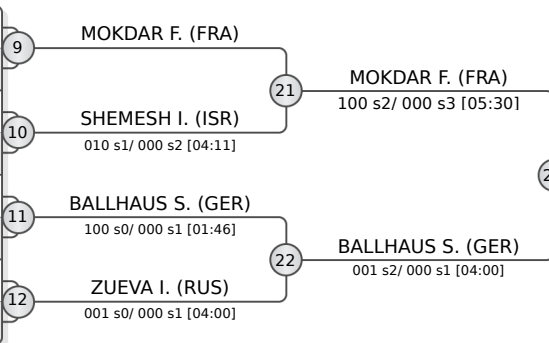 9
MOKDAR F. (FRA)
21
MOKDAR F. (FRA)
100 s2/ 000 s3 [05:30]
10
SHEMESH I. (ISR)
010 s1/ 000 s2 [04:11]
11
BALLHAUS S. (GER)
100 s0/ 000 s1 [01:46]
22
BALLHAUS S. (GER)
001 s2/ 000 s1 [04:00]
12
ZUEVA I. (RUS)
001 s0/ 000 s1 [04:00]